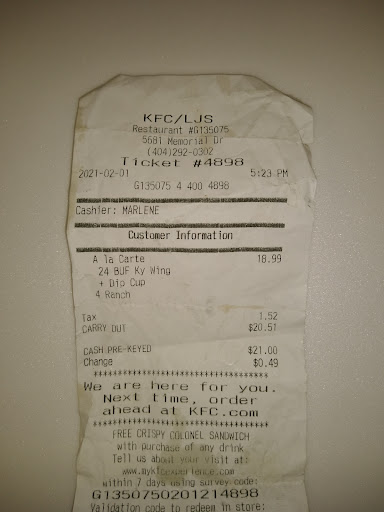 KFC/LJS
Restaurant #G135075
5681 Memorial Dr
(404)292-0302
Ticket #4898
2021-02-01 5:23 PM
G135075 4 400 4898
Cashier: MARLENE
Customer Information
A la Carte 18.99
24 BUF Ky Wing
+ Dip Cup
4 Ranch
Tax 1.52
CARRY OUT $20.51
CASH PRE-KEYED $21.00
Change $0.49
****************************************
We are here for you.
Next time, order
ahead at KFC.com
****************************************
FREE CRISPY COLONEL SANDWICH
with purchase of any drink
Tell us about your visit at:
www.mykfcexperience.com
within 7 days using survey code:
G1350750201214898
Validation code to redeem in store: